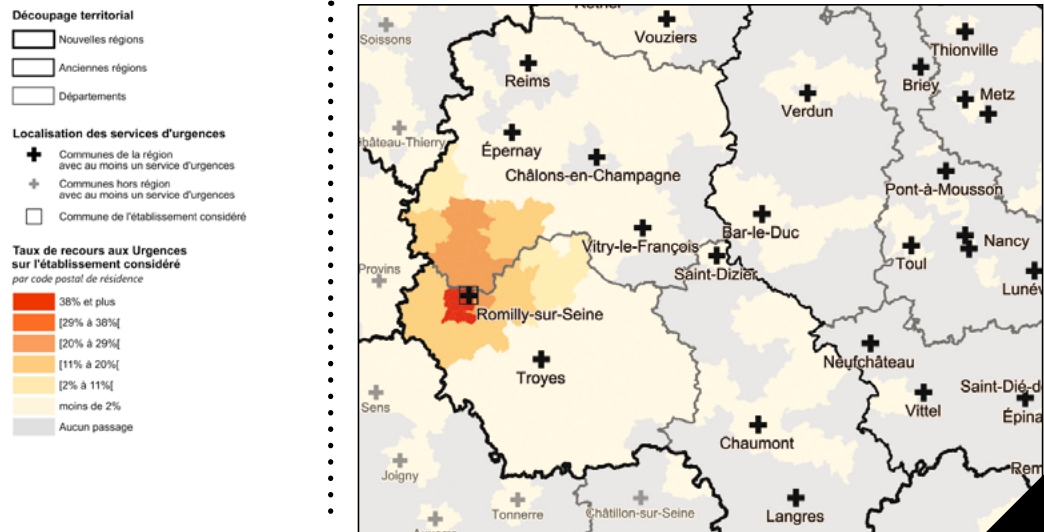 Découpage territorial
Nouvelles régions
Anciennes régions
Départements
Localisation des services d'urgences
Communes de la région
avec au moins un service d'urgences
Communes hors région
avec au moins un service d'urgences
Commune de l'établissement considéré
Taux de recours aux Urgences
sur l'établissement considéré
par code postal de résidence
38% et plus
[29% à 38%[
[20% à 29%[
[11% à 20%[
[2% à 11%[
moins de 2%
Aucun passage
Soissons
Vouziers
Thionville
Reims
Briey
Metz
Verdun
hâteau-Thierry
Épernay
Châlons-en-Champagne
Pont-à-Mousson
Bar-le-Duc
Vitry-le-François
Nancy
Toul
Saint-Dizier
Provins
Lunév
Romilly-sur-Seine
Neufchâteau
Troyes
Saint-Dié-d
Sens
Vittel
Épina
Chaumont
Joigny
Rem
Tonnerre
Châtillon-sur-Seine
Langres